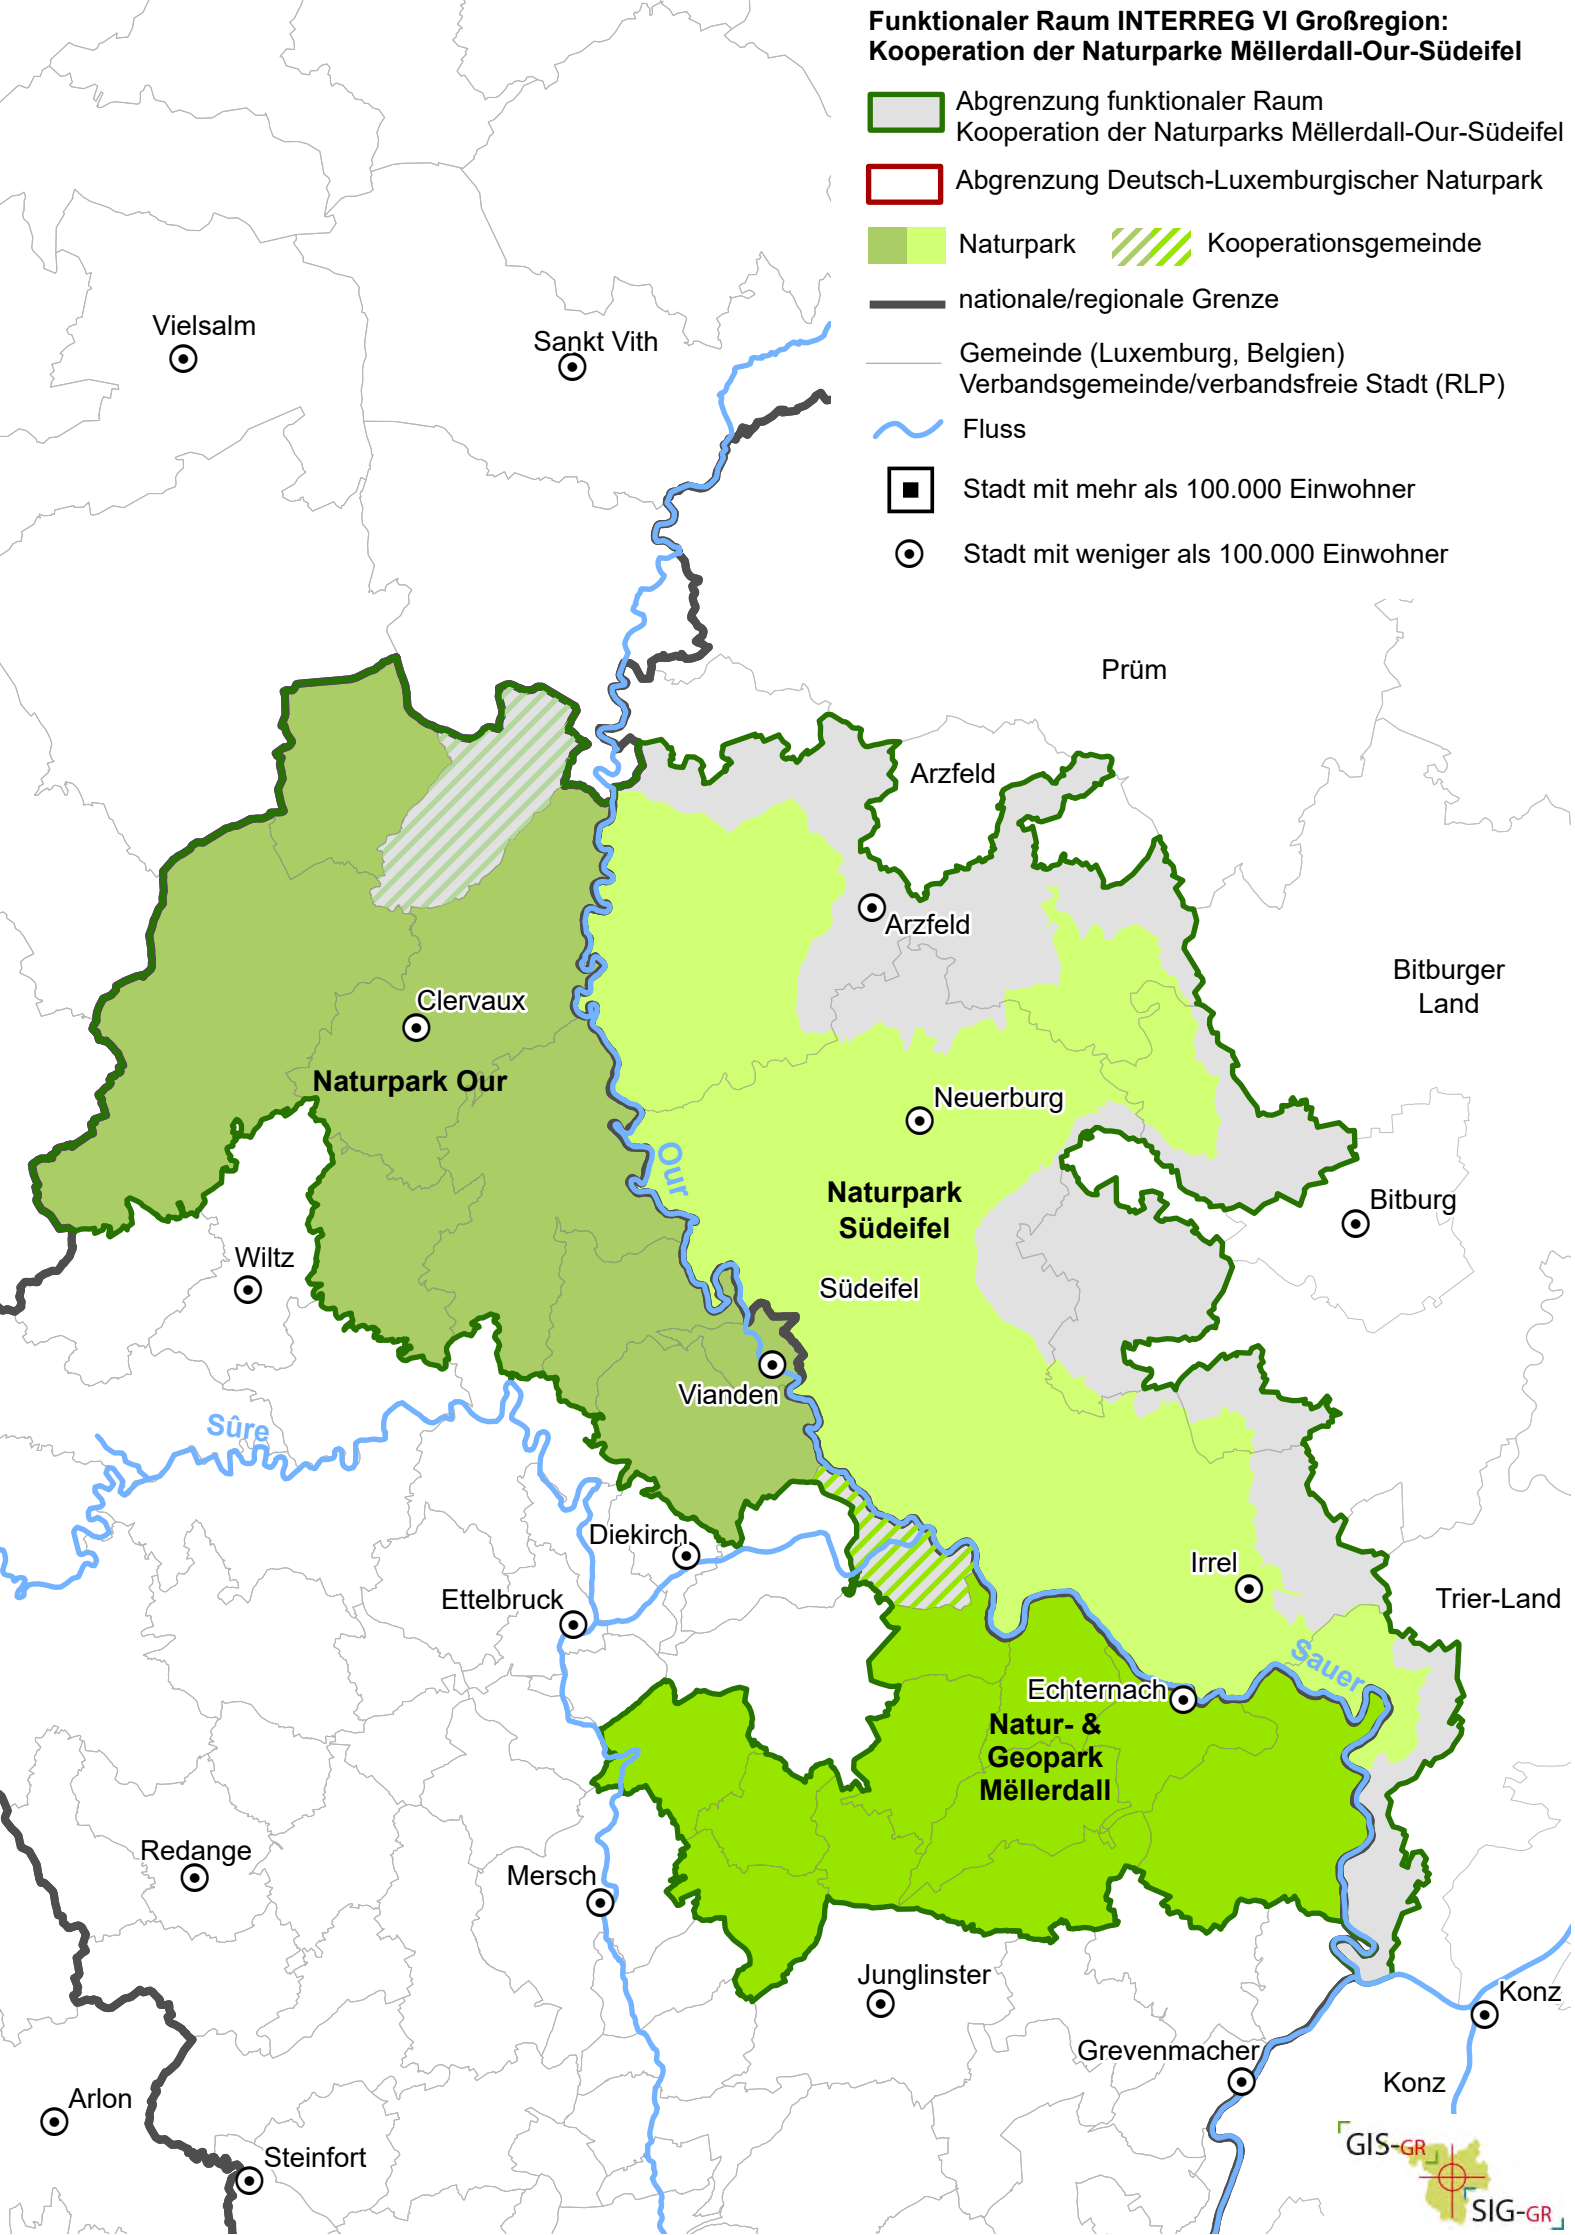 Funktionaler Raum INTERREG VI Großregion:
Kooperation der Naturparke Mëllerdall-Our-Südeifel
Abgrenzung funktionaler Raum
Kooperation der Naturparks Mëllerdall-Our-Südeifel
Abgrenzung Deutsch-Luxemburgischer Naturpark
Naturpark
Kooperationsgemeinde
nationale/regionale Grenze
Gemeinde (Luxemburg, Belgien)
Verbandsgemeinde/verbandsfreie Stadt (RLP)
Fluss
Stadt mit mehr als 100.000 Einwohner
Stadt mit weniger als 100.000 Einwohner
Vielsalm
Sankt Vith
Prüm
Arzfeld
Arzfeld
Bitburger
Land
Clervaux
Naturpark Our
Neuerburg
Our
Naturpark
Südeifel
Bitburg
Wiltz
Südeifel
Vianden
Sûre
Diekirch
Irrel
Ettelbruck
Trier-Land
Sauer
Echternach
Natur- &
Geopark
Mëllerdall
Redange
Mersch
Junglinster
Konz
Grevenmacher
Konz
Arlon
Steinfort
GIS-GR
SIG-GR